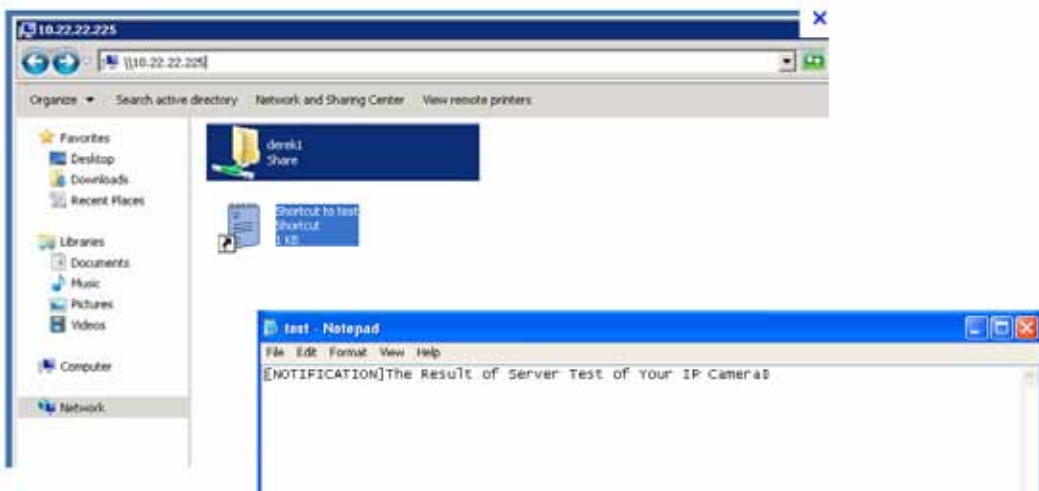 10.22.22.225
\\10.22.22.225
Organize Search active directory Network and Sharing Center View remote printers
Favorites
Desktop
Downloads
Recent Places
Libraries
Documents
Music
Pictures
Videos
Computer
Network
derek1
Share
Shortcut to test
Shortcut
1 KB
test - Notepad
File Edit Format View Help
[NOTIFICATION]The Result of Server Test of Your IP Camera